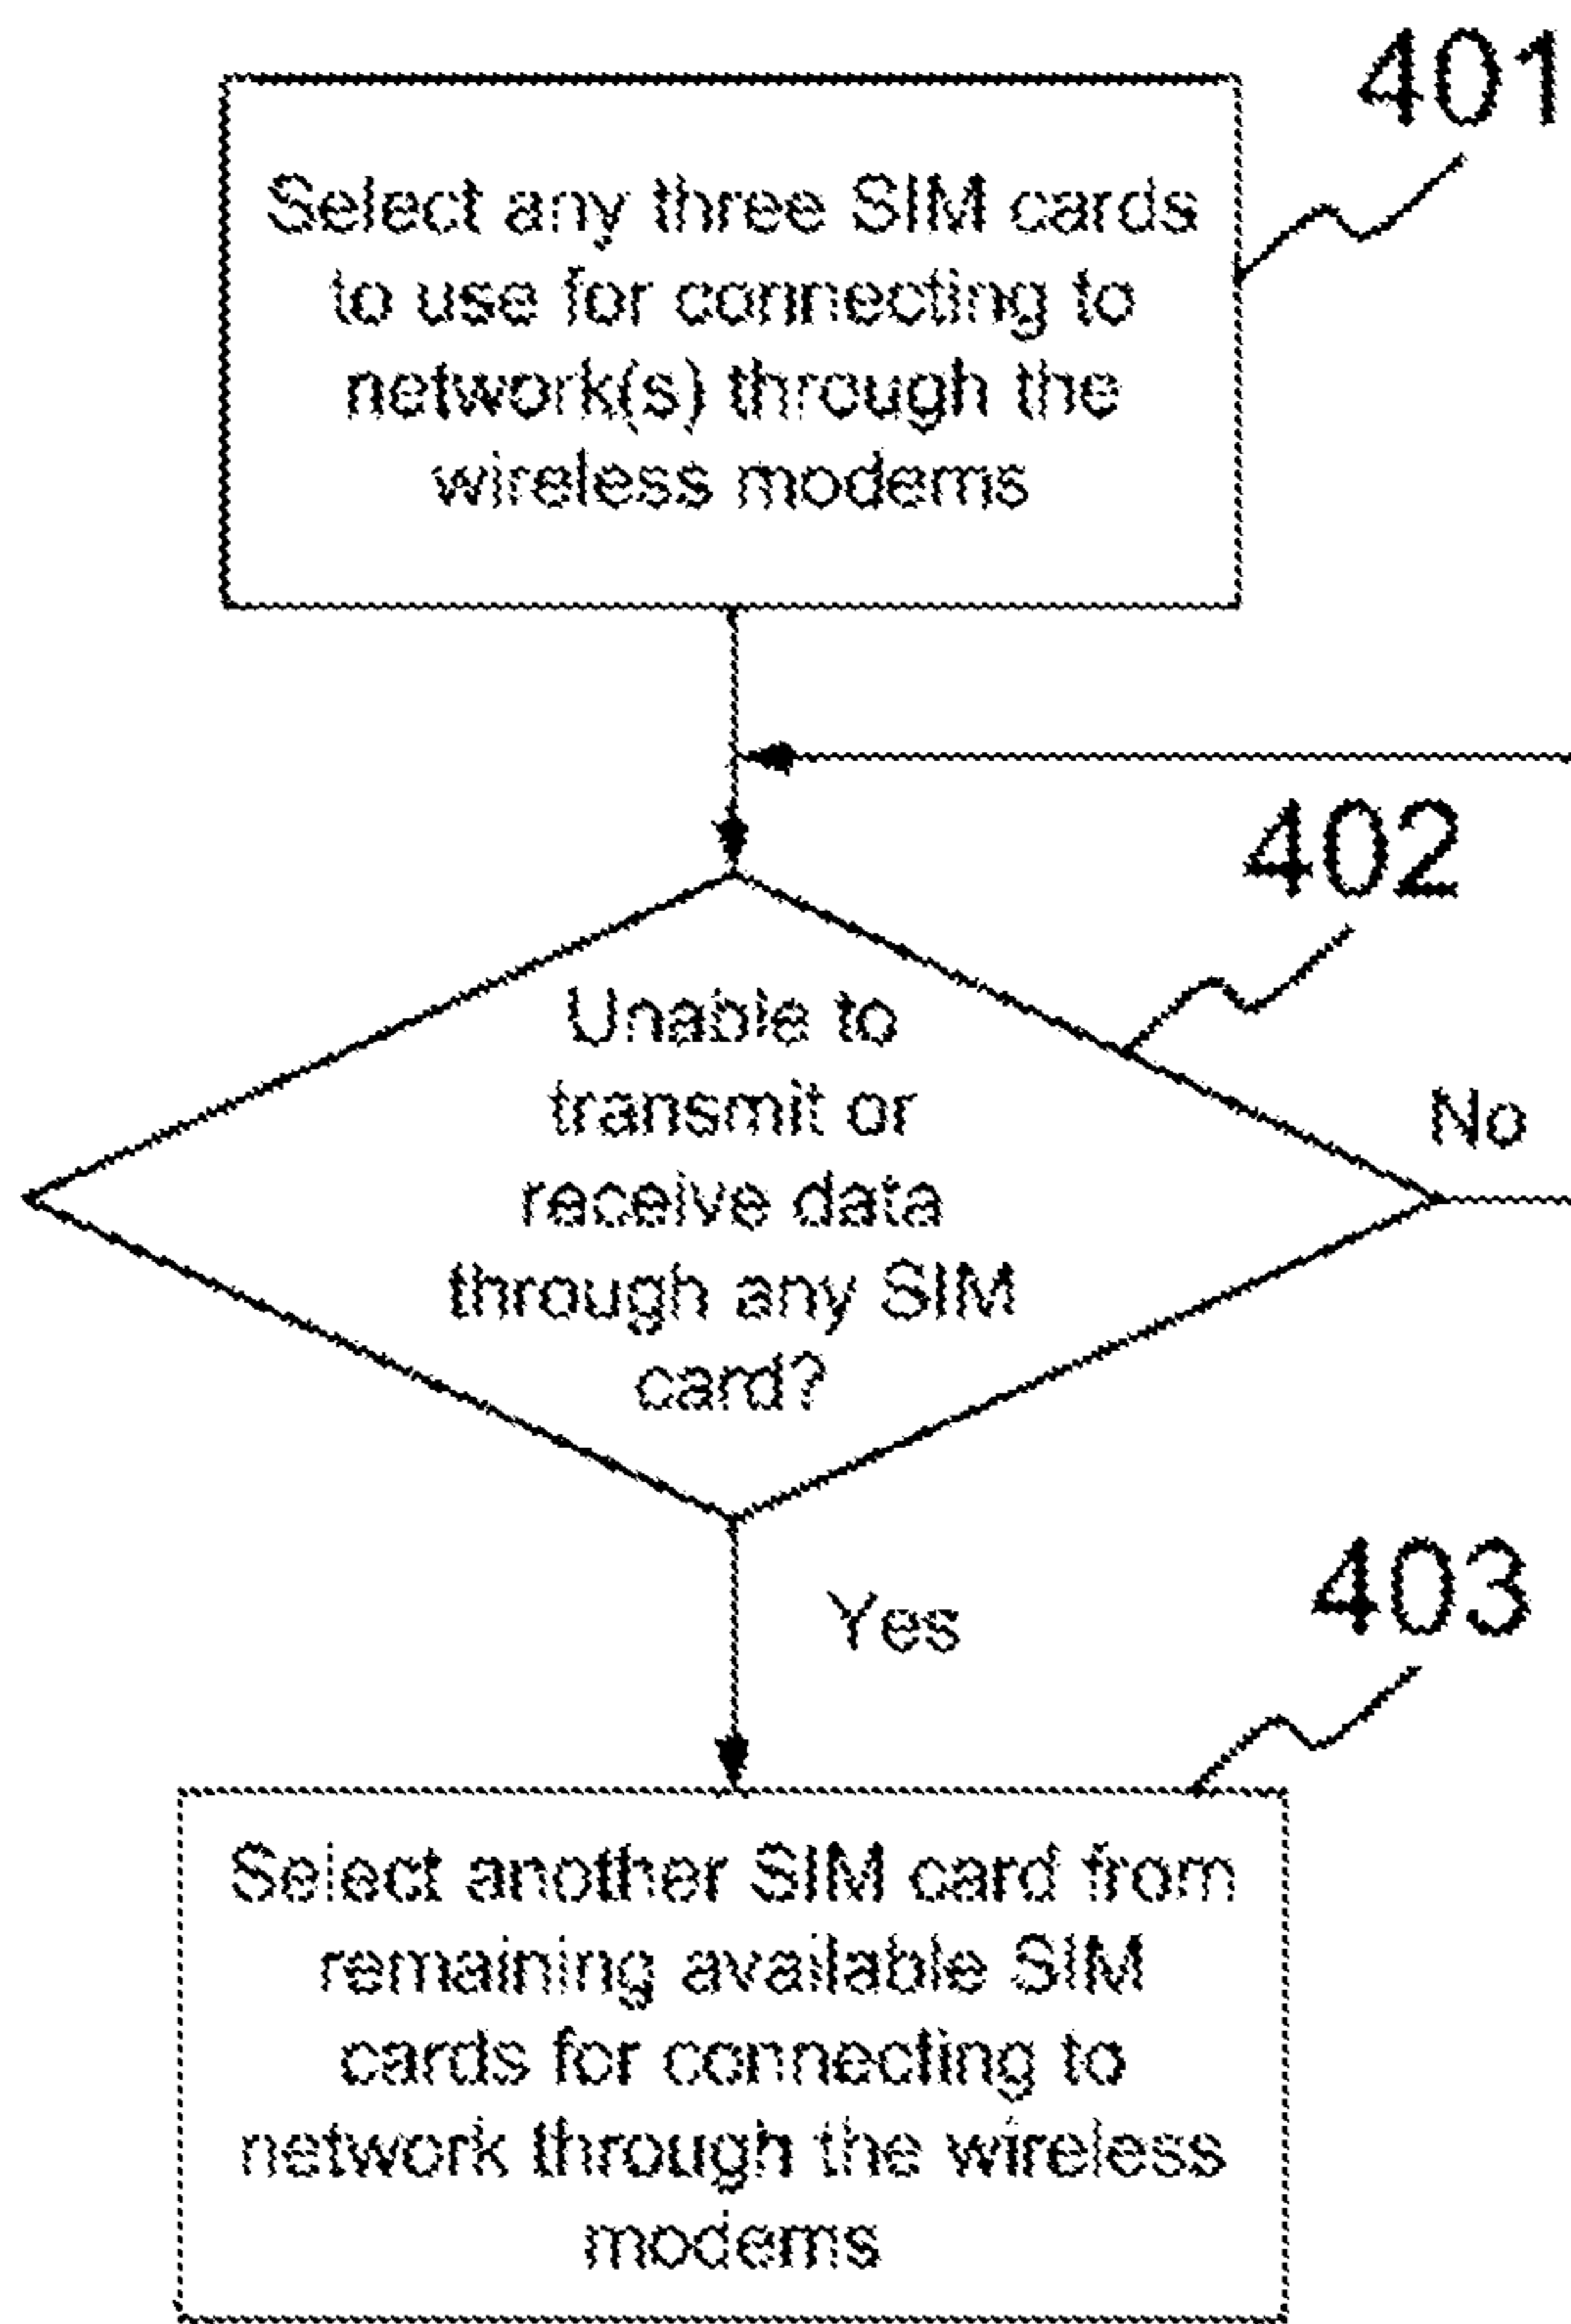 401
Select any three SIM cards
to use for connecting to
network(s) through the
wireless modems
402
Unable to
transmit or
receive data
through any SIM
card?
No
Yes
403
Select another SIM card from
remaining available SIM
cards for connecting to
network through the wireless
modems